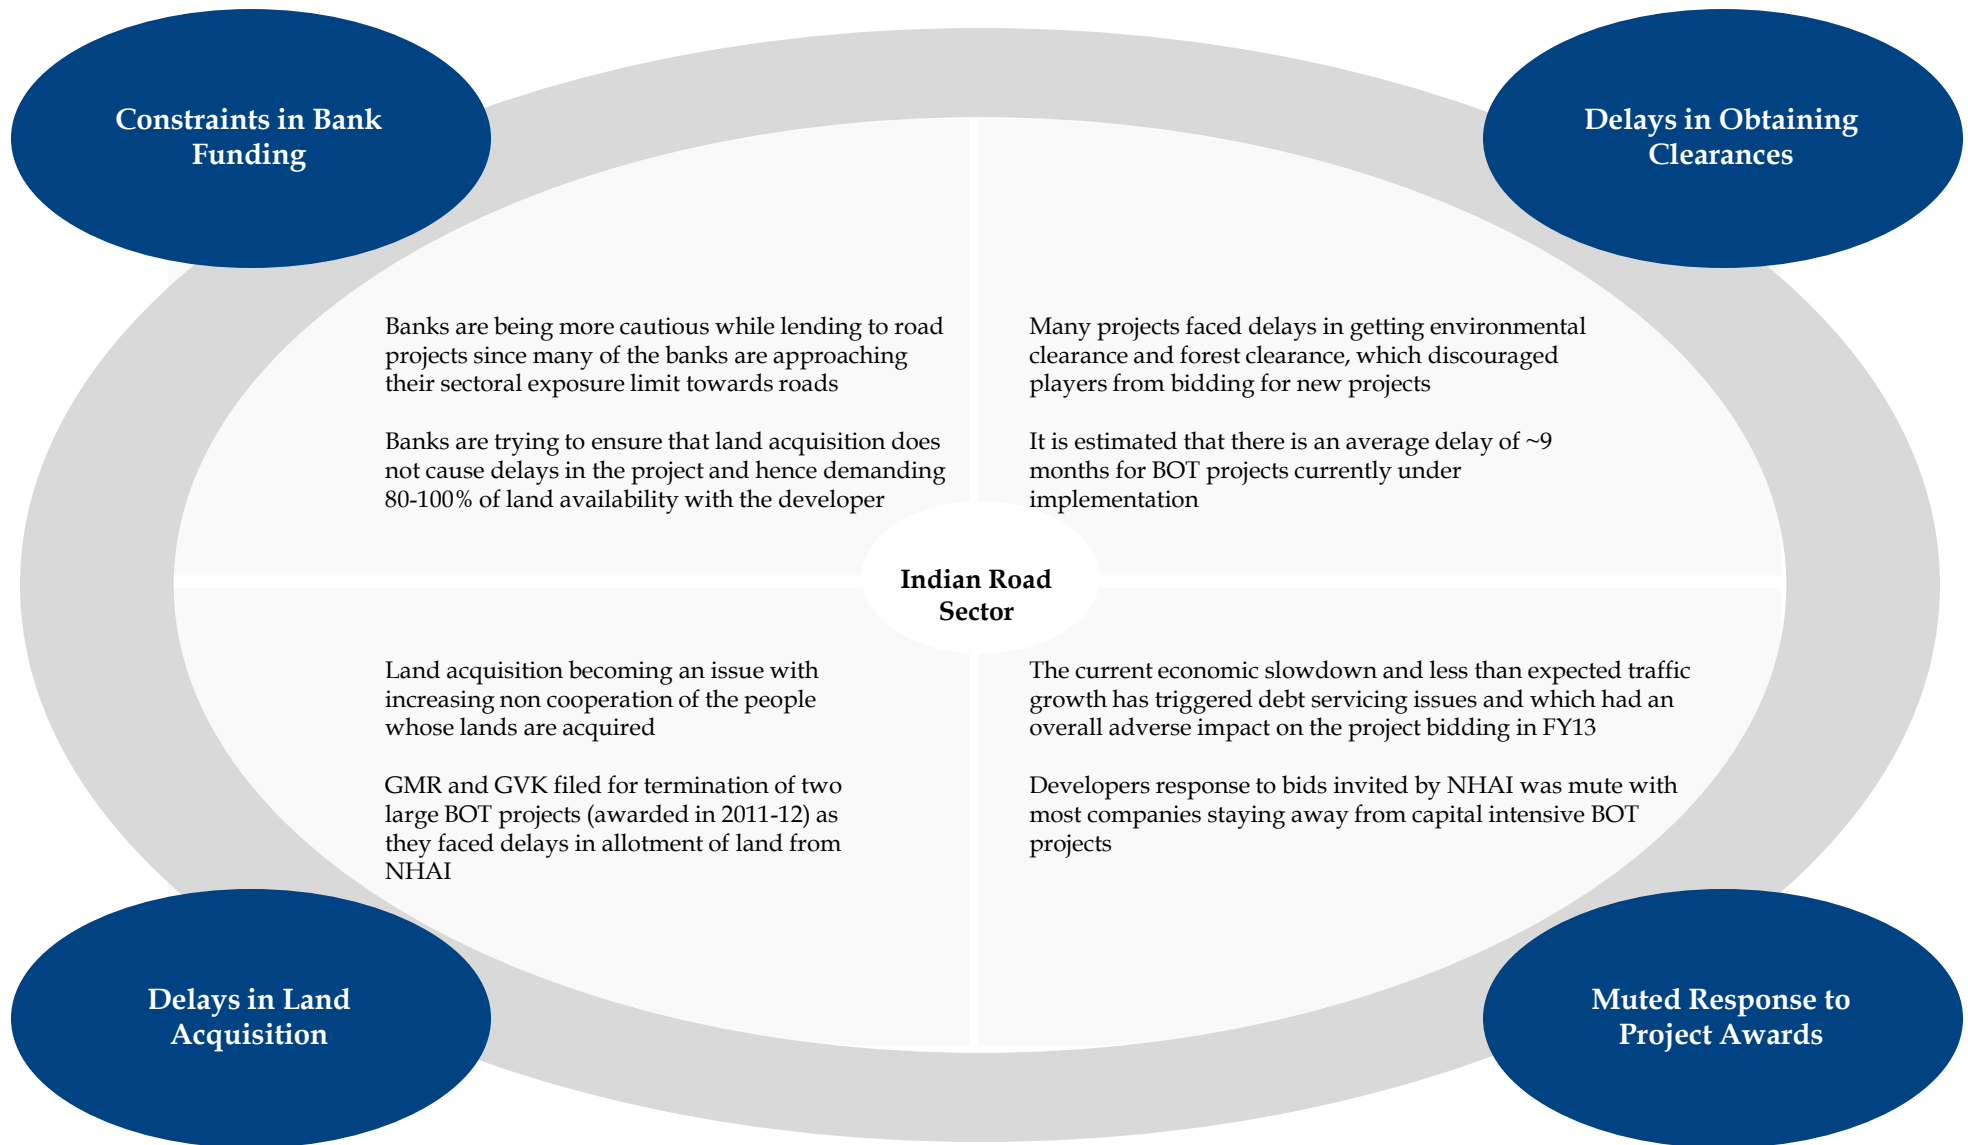 Constraints in Bank
Funding
Delays in Obtaining
Clearances
Banks are being more cautious while lending to road
projects since many of the banks are approaching
their sectoral exposure limit towards roads
Banks are trying to ensure that land acquisition does
not cause delays in the project and hence demanding
80-100% of land availability with the developer
Many projects faced delays in getting environmental
clearance and forest clearance, which discouraged
players from bidding for new projects
It is estimated that there is an average delay of ~9
months for BOT projects currently under
implementation
Indian Road
Sector
Land acquisition becoming an issue with
increasing non cooperation of the people
whose lands are acquired
GMR and GVK filed for termination of two
large BOT projects (awarded in 2011-12) as
they faced delays in allotment of land from
NHAI
The current economic slowdown and less than expected traffic
growth has triggered debt servicing issues and which had an
overall adverse impact on the project bidding in FY13
Developers response to bids invited by NHAI was mute with
most companies staying away from capital intensive BOT
projects
Delays in Land
Acquisition
Muted Response to
Project Awards